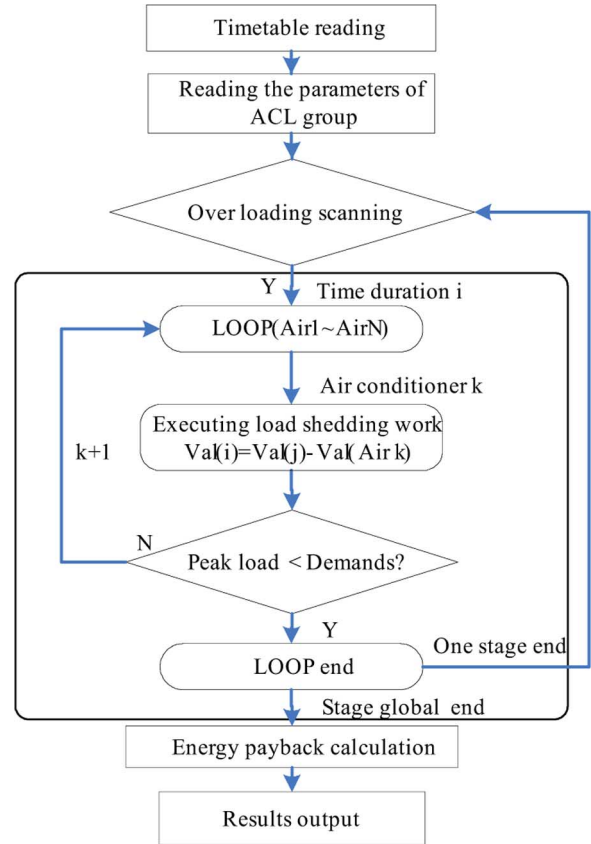 Timetable reading
Reading the parameters of
ACL group
Over loading scanning
Y
Time duration i
LOOP(Air1~AirN)
Air conditioner k
Executing load shedding work
Val(i)=Val(j)-Val( Air k)
k+1
N
Peak load < Demands?
Y
One stage end
LOOP end
Stage global end
Energy payback calculation
Results output